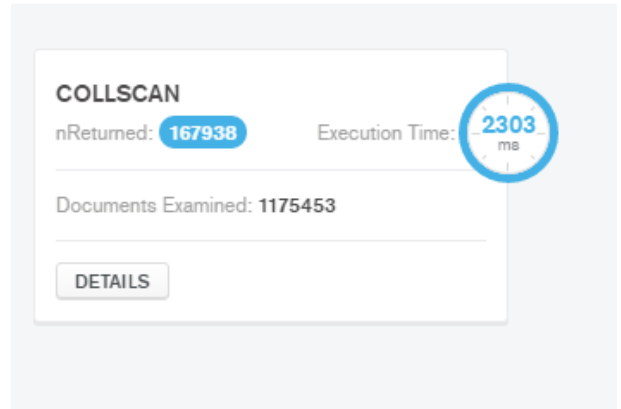 COLLSCAN
nReturned: 167938 Execution Time: 2303 ms
Documents Examined: 1175453
DETAILS